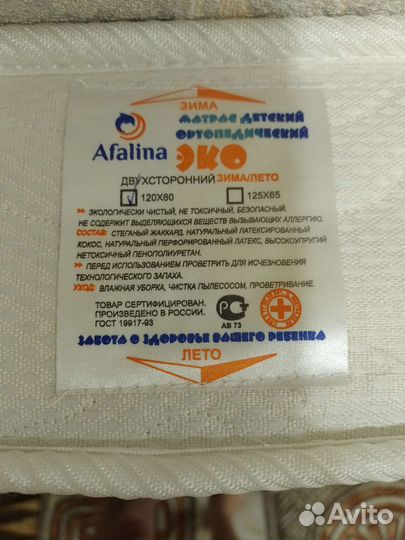 ЗИМА
Afalina
МАТРАС ДЕТСКИЙ
ОРТОПЕДИЧЕСКИЙ
ЭКО
ДВУХСТОРОННИЙ ЗИМА/ЛЕТО
120X60 125X65
>> ЭКОЛОГИЧЕСКИ ЧИСТЫЙ, НЕ ТОКСИЧНЫЙ, БЕЗОПАСНЫЙ.
НЕ СОДЕРЖИТ ВЫДЕЛЯЮЩИХСЯ ВЕЩЕСТВ ВЫЗЫВАЮЩИХ АЛЛЕРГИЮ.
СОСТАВ: СТЕГАНЫЙ ЖАККАРД, НАТУРАЛЬНЫЙ ЛАТЕКСИРОВАННЫЙ
КОКОС, НАТУРАЛЬНЫЙ ПЕРФОРИРОВАННЫЙ ЛАТЕКС, ВЫСОКОУПРУГИЙ
НЕТОКСИЧНЫЙ ПЕНОПОЛИУРЕТАН.
>> ПЕРЕД ИСПОЛЬЗОВАНИЕМ ПРОВЕТРИТЬ ДЛЯ ИСЧЕЗНОВЕНИЯ
ТЕХНОЛОГИЧЕСКОГО ЗАПАХА.
УХОД: ВЛАЖНАЯ УБОРКА, ЧИСТКА ПЫЛЕСОСОМ, ПРОВЕТРИВАНИЕ.
ТОВАР СЕРТИФИЦИРОВАН.
ПРОИЗВЕДЕНО В РОССИИ.
ГОСТ 19917-93
АВ 73
ЗАБОТА О ЗДОРОВЬЕ ВАШЕГО РЕБЕНКА
ЛЕТО
Avito